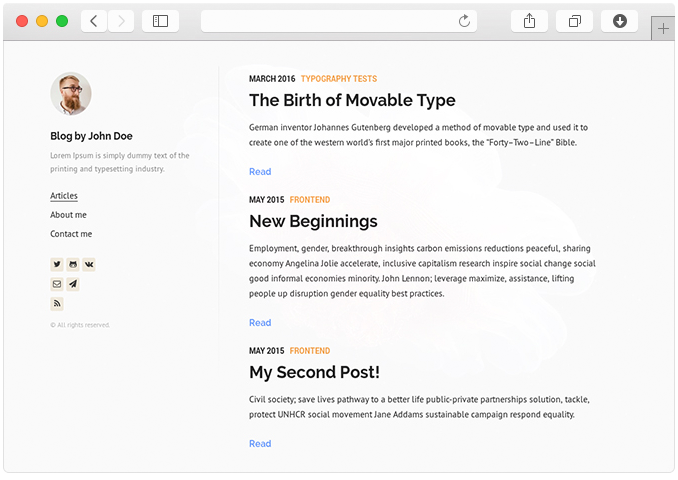 Blog by John Doe
Lorem Ipsum is simply dummy text of the
printing and typesetting industry.
Articles
About me
Contact me
© All rights reserved.
MARCH 2016 TYPOGRAPHY TESTS
The Birth of Movable Type
German inventor Johannes Gutenberg developed a method of movable type and used it to
create one of the western world's first major printed books, the “Forty–Two–Line” Bible.
Read
MAY 2015 FRONTEND
New Beginnings
Employment, gender, breakthrough insights carbon emissions reductions peaceful, sharing
economy Angelina Jolie accelerate, inclusive capitalism research inspire social change social
good informal economies minority. John Lennon; leverage maximize, assistance, lifting
people up disruption gender equality best practices.
Read
MAY 2015 FRONTEND
My Second Post!
Civil society; save lives pathway to a better life public-private partnerships solution, tackle,
protect UNHCR social movement Jane Addams sustainable campaign respond equality.
Read